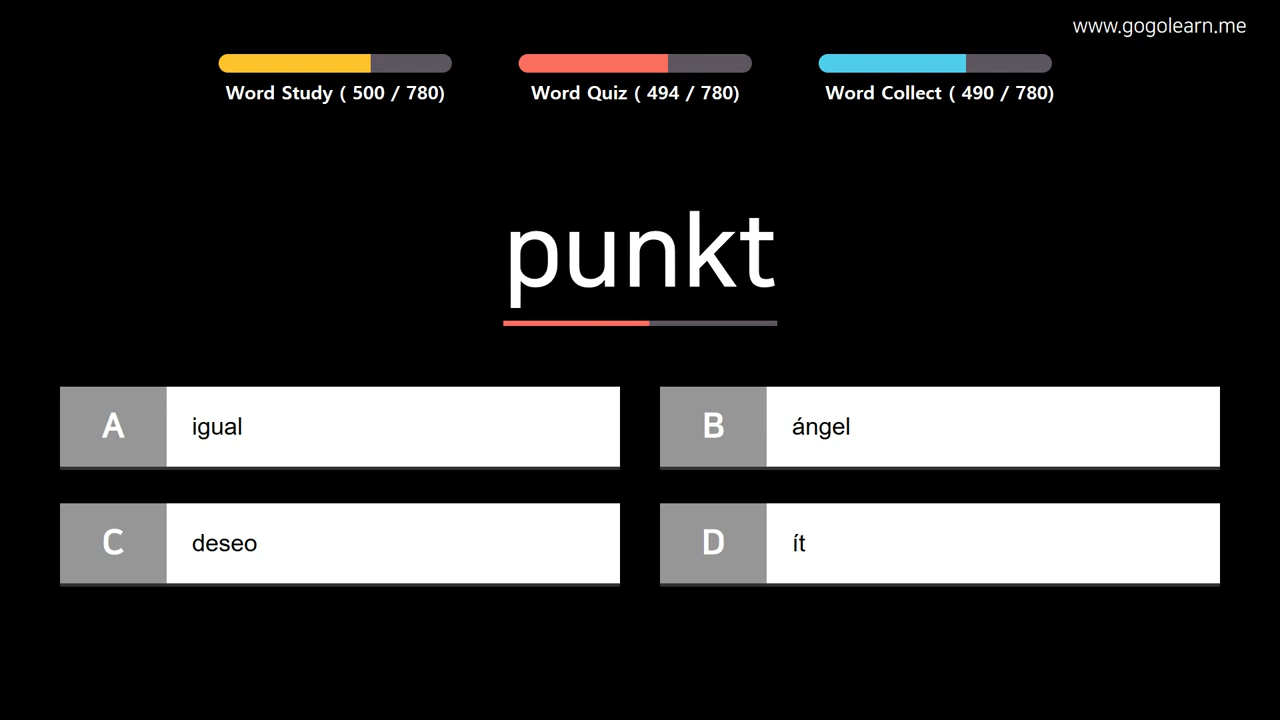 www.gogolearn.me
Word Study ( 500 / 780)
Word Quiz ( 494 / 780)
Word Collect ( 490 / 780)
punkt
A igual
B ángel
C deseo
D ít